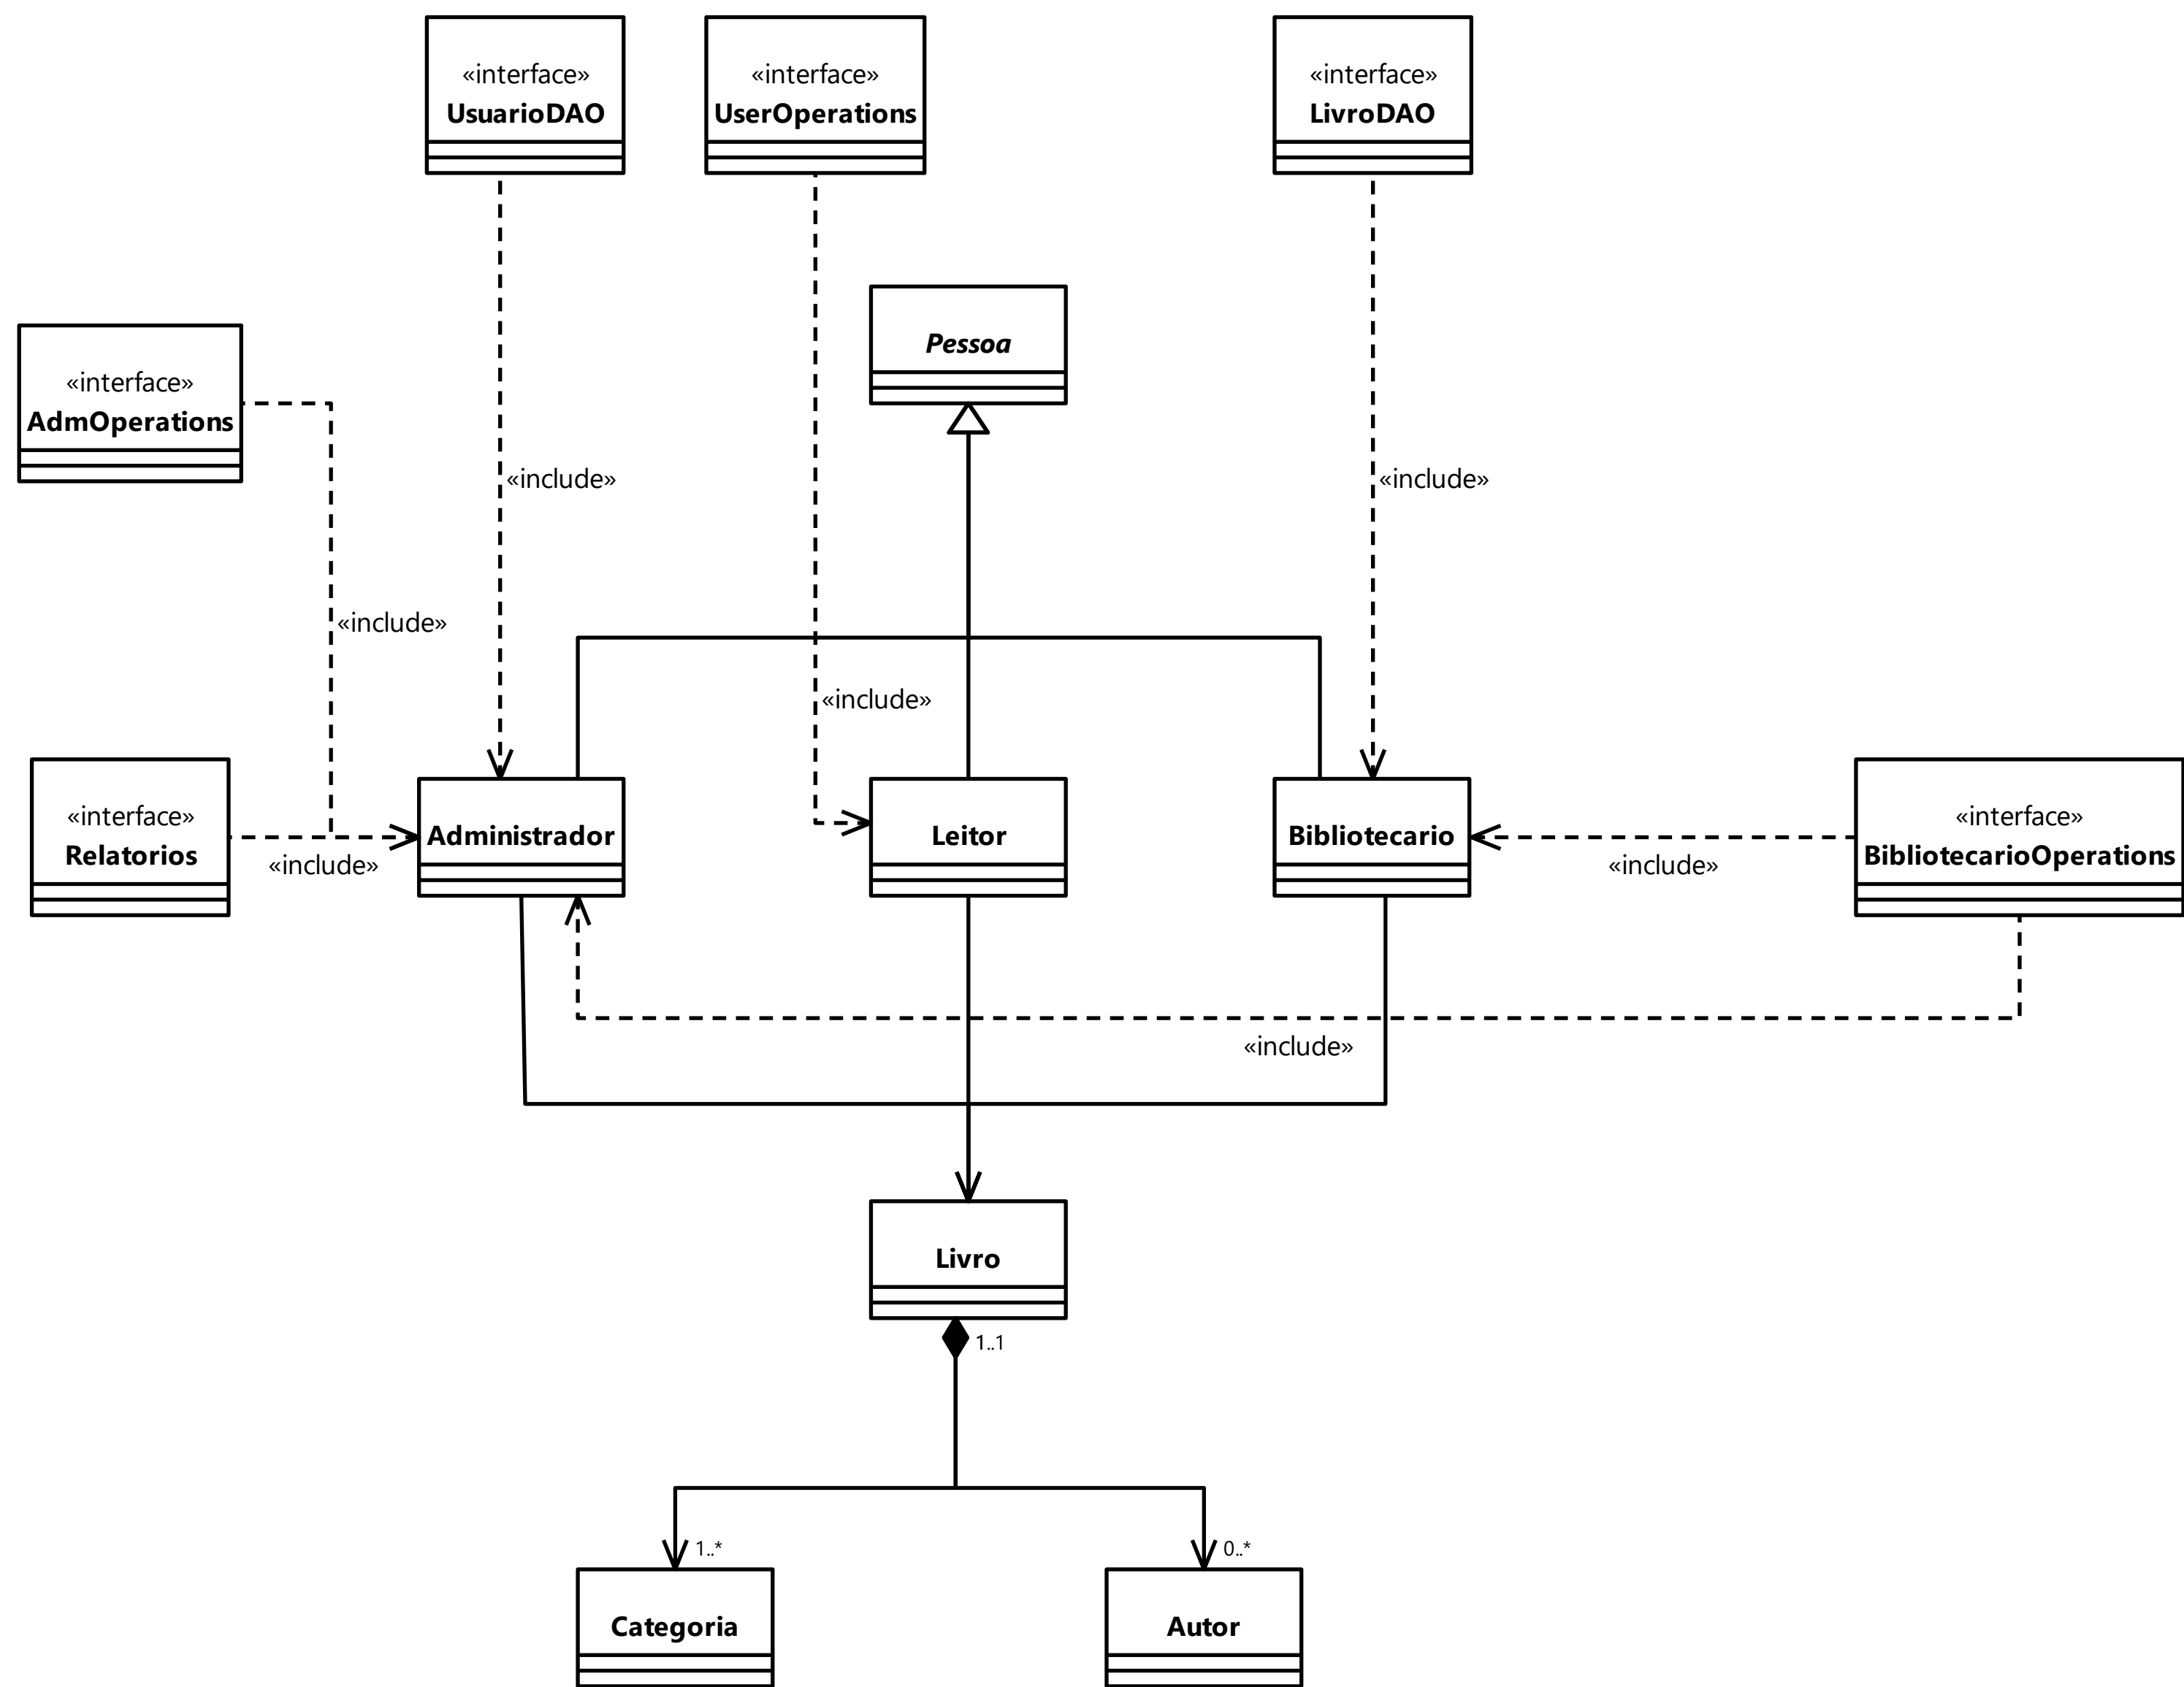 «interface»
UsuarioDAO
«interface»
UserOperations
«interface»
LivroDAO
Pessoa
«interface»
AdmOperations
«include»
«include»
«include»
«include»
«interface»
Relatorios
«include»
Administrador
Leitor
Bibliotecario
«include»
«interface»
BibliotecarioOperations
«include»
Livro
1..1
1..*
0..*
Categoria
Autor